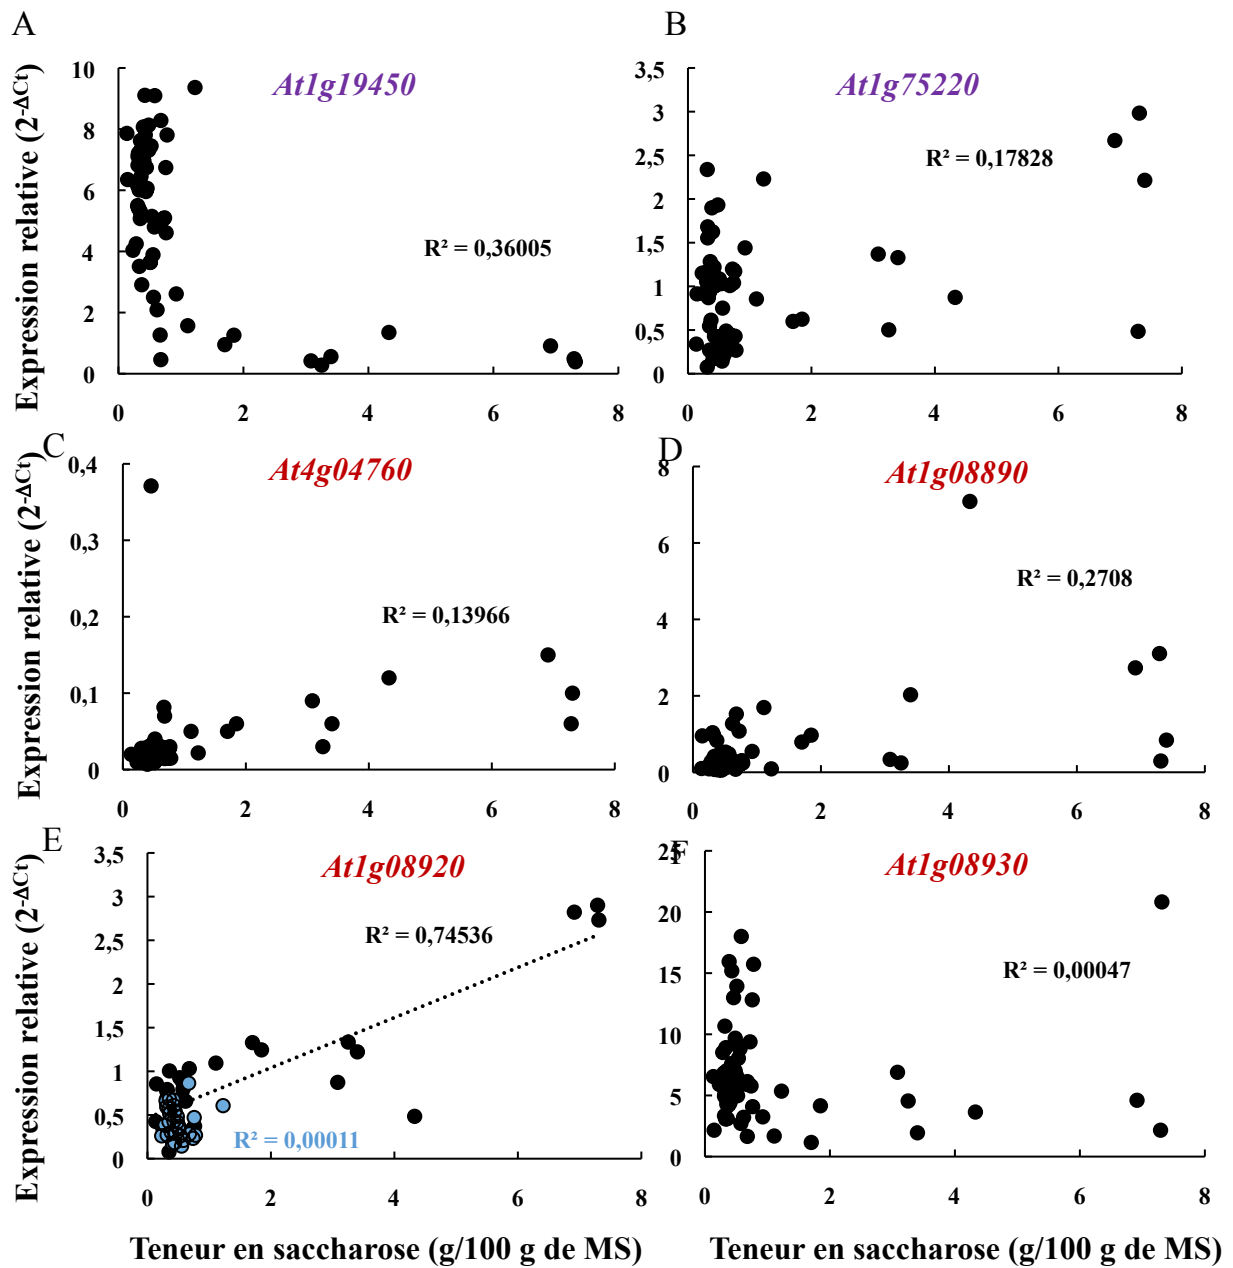 A
At1g19450
R² = 0,36005
Expression relative (2-ΔCt)
10
8
6
4
2
0
0 2 4 6 8
B
At1g75220
R² = 0,17828
3,5
3
2,5
2
1,5
1
0,5
0
0 2 4 6 8
C
At4g04760
R² = 0,13966
Expression relative (2-ΔCt)
0,4
0,3
0,2
0,1
0
0 2 4 6 8
D
At1g08890
R² = 0,2708
8
6
4
2
0
0 2 4 6 8
E
At1g08920
R² = 0,74536
R² = 0,00011
Expression relative (2-ΔCt)
3,5
3
2,5
2
1,5
1
0,5
0
0 2 4 6 8
F
At1g08930
R² = 0,00047
25
20
15
10
5
0
0 2 4 6 8
Teneur en saccharose (g/100 g de MS)
Teneur en saccharose (g/100 g de MS)